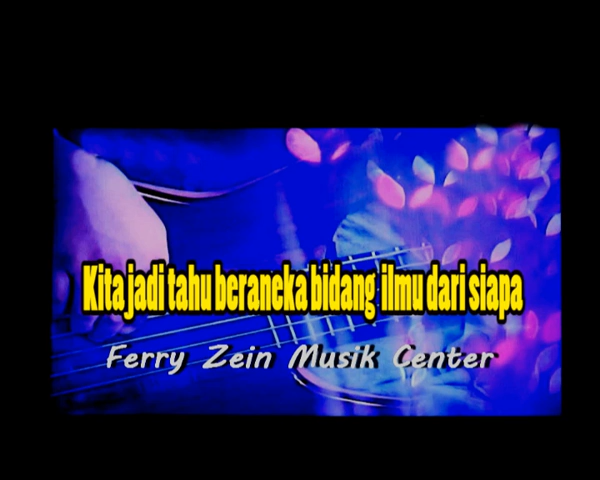 Kita jadi tahu beraneka bidang ilmu dari siapa
Ferry Zein Musik Center